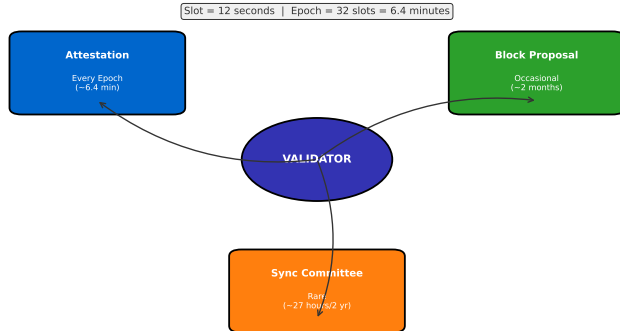 Slot = 12 seconds | Epoch = 32 slots = 6.4 minutes
Attestation
Every Epoch
(~6.4 min)
Block Proposal
Occasional
(~2 months)
VALIDATOR
Sync Committee
Rare
(~27 hours/2 yr)